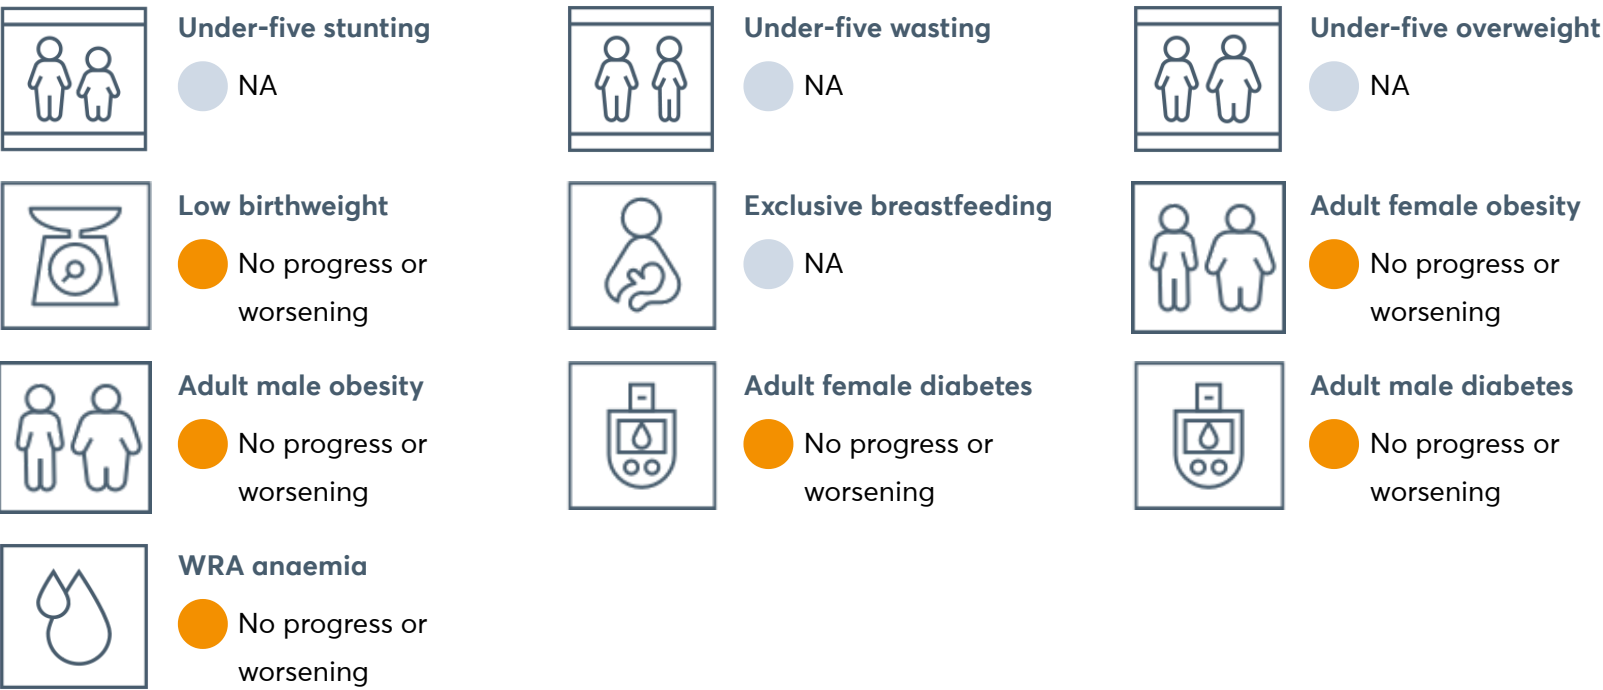 Under-five stunting
NA
Under-five wasting
NA
Under-five overweight
NA
Low birthweight
No progress or
worsening
Exclusive breastfeeding
NA
Adult female obesity
No progress or
worsening
Adult male obesity
No progress or
worsening
Adult female diabetes
No progress or
worsening
Adult male diabetes
No progress or
worsening
WRA anaemia
No progress or
worsening